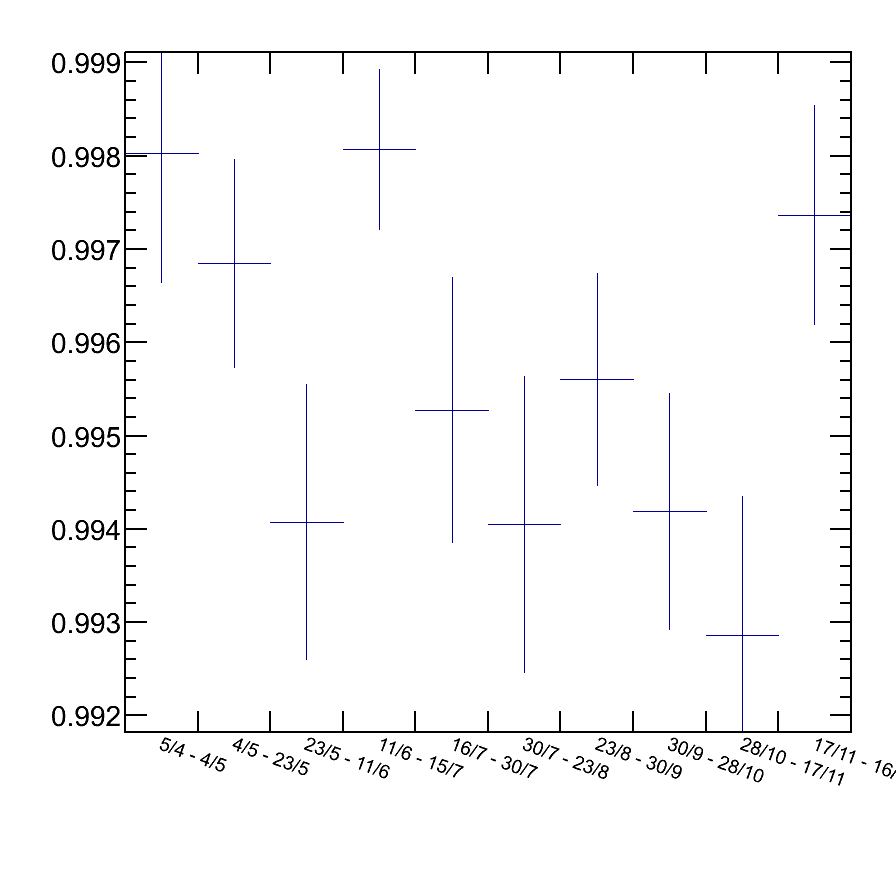 0.999
0.998
0.997
0.996
0.995
0.994
0.993
0.992
5/4 - 4/5
4/5 - 23/5
23/5 - 11/6
11/6 - 15/7
16/7 - 30/7
30/7 - 23/8
23/8 - 30/9
30/9 - 28/10
28/10 - 17/11
17/11 - 16/